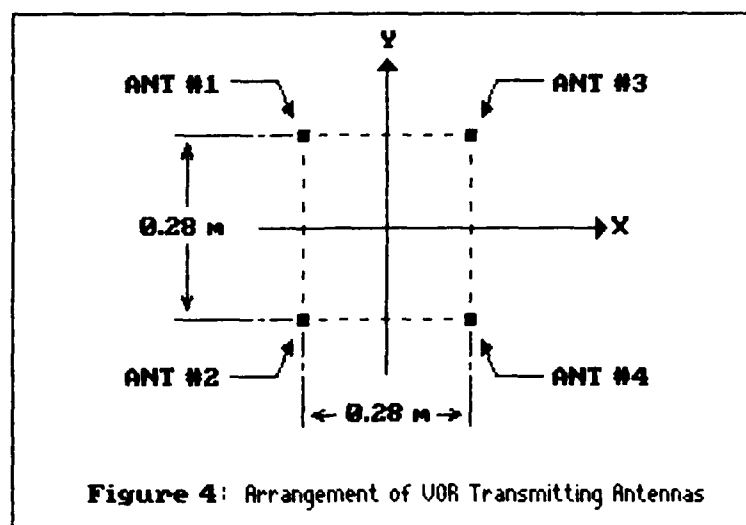 Y
ANT #1
ANT #3
0.28 m
X
ANT #2
ANT #4
0.28 m
Figure 4: Arrangement of VOR Transmitting Antennas